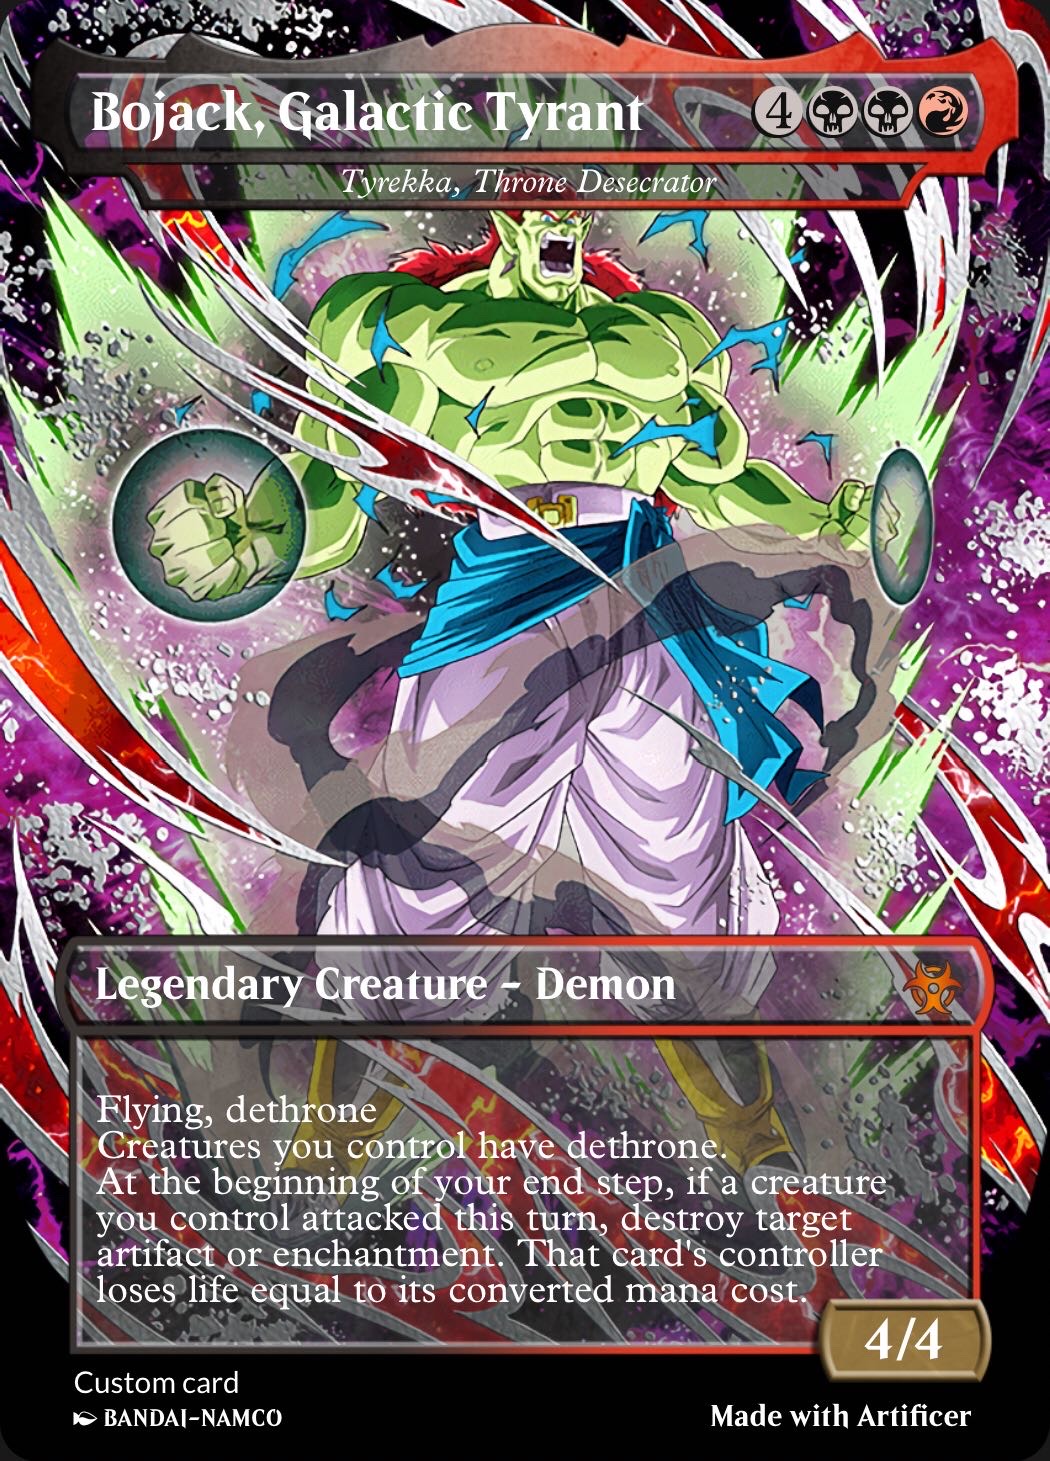 Bojack, Galactic Tyrant 4
Tyrekka, Throne Desecrator
Legendary Creature – Demon
Flying, dethrone
Creatures you control have dethrone.
At the beginning of your end step, if a creature
you control attacked this turn, destroy target
artifact or enchantment. That card's controller
loses life equal to its converted mana cost.
4/4
Custom card
BANDAI-NAMCO
Made with Artificer